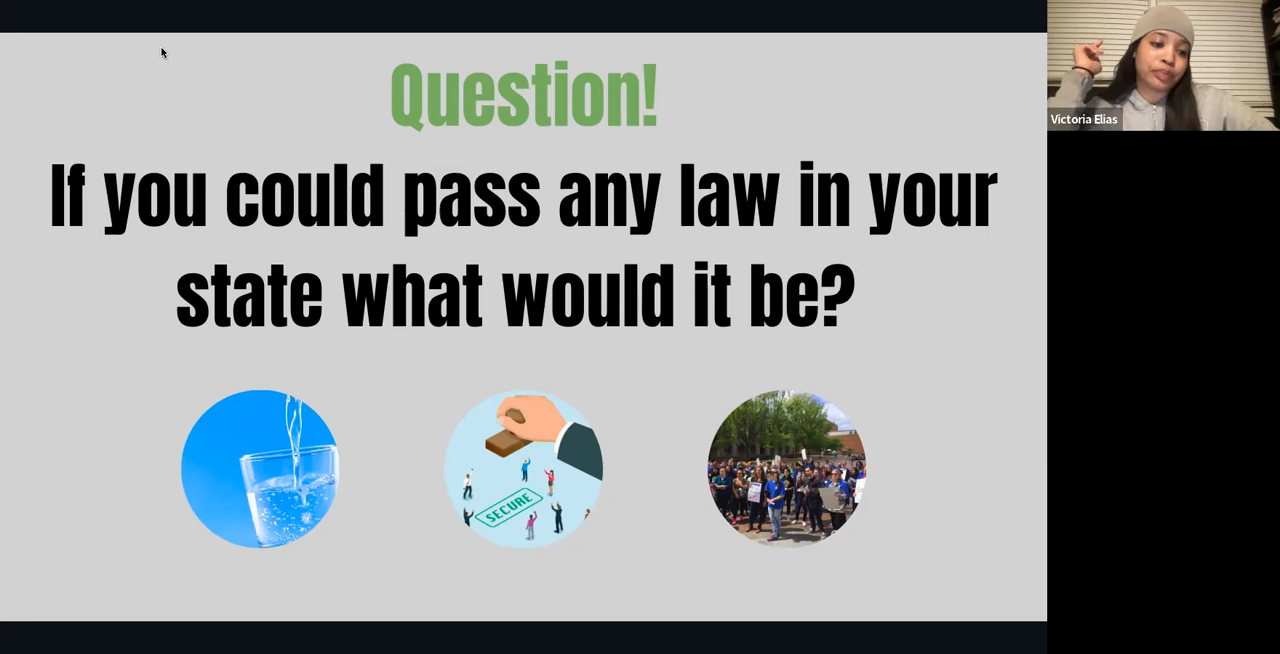 Question!
If you could pass any law in your
state what would it be?
SECURE
Victoria Elias